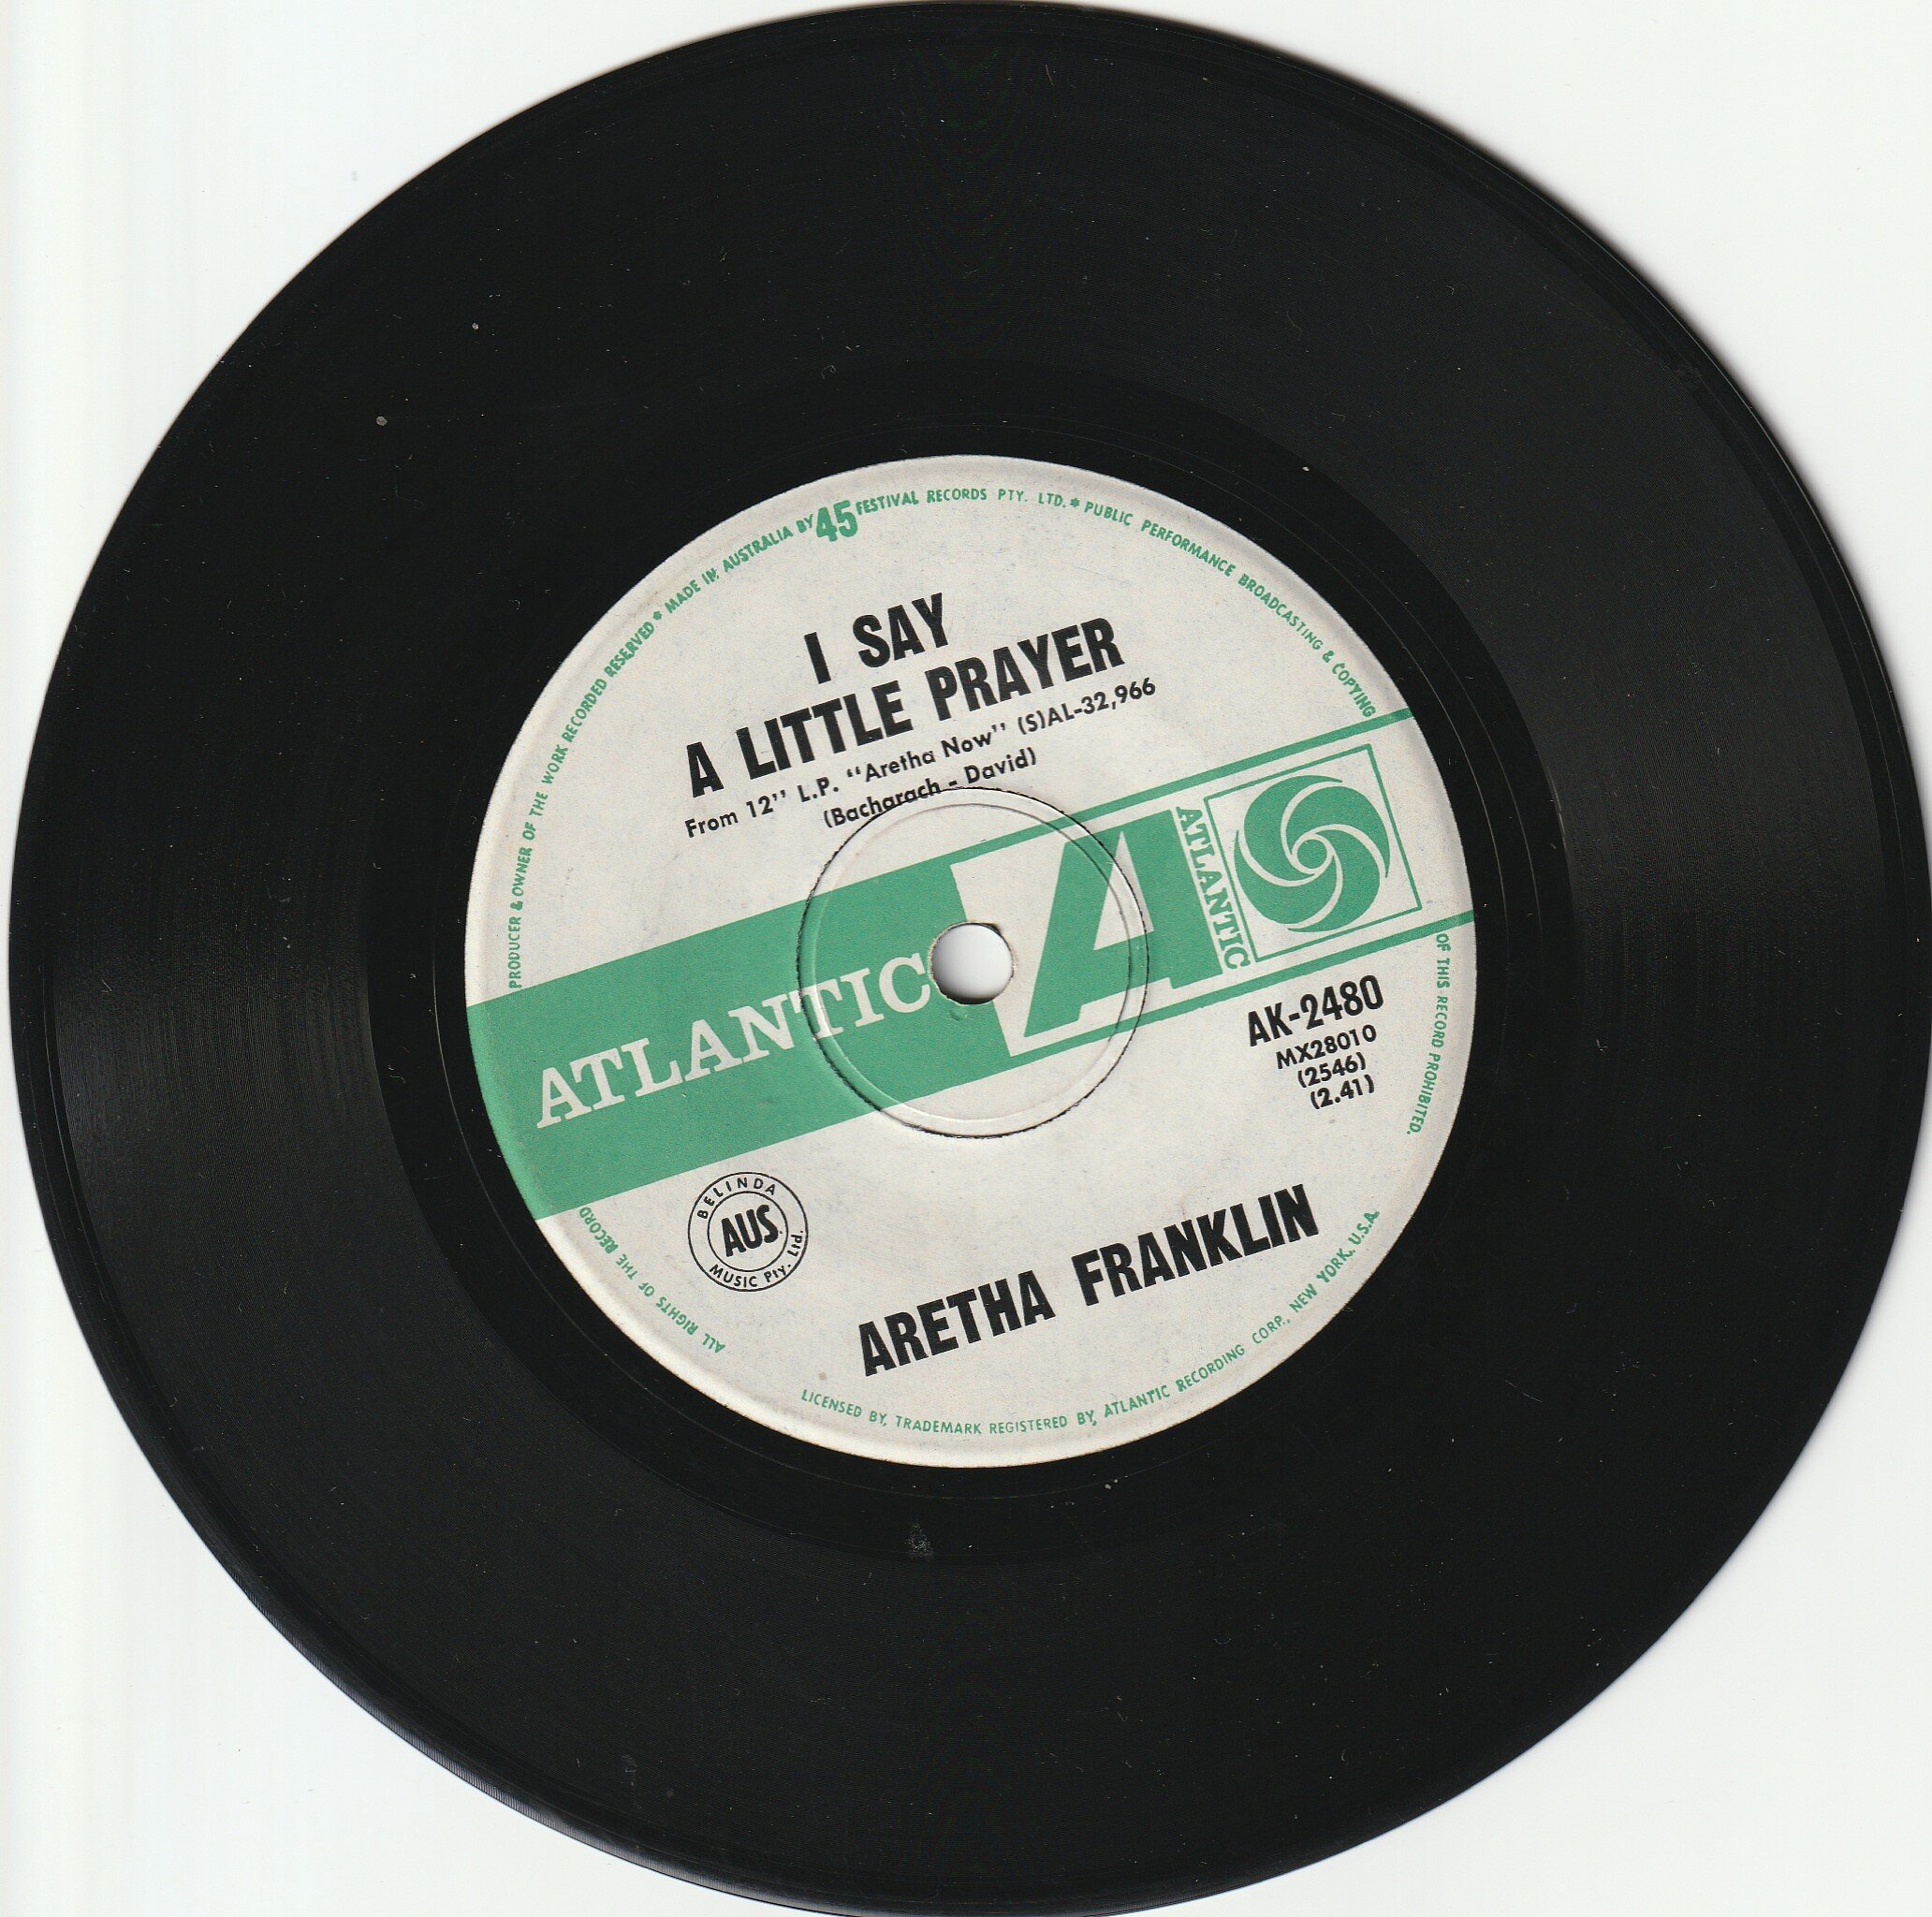 PRODUCER & OWNER OF THE WORK RECORDED RESERVED * MADE IN AUSTRALIA BY 45 FESTIVAL RECORDS PTY. LTD. * PUBLIC PERFORMANCE BROADCASTING & COPYING
I SAY
A LITTLE PRAYER
From 12" L.P. "Aretha Now" (S)AL-32,966
(Bacharach - David)
ATLANTIC
A
ATLANTIC
AK-2480
MX28010
(2546)
(2.41)
OF THIS RECORD PROHIBITED.
BELINDA
AUS.
MUSIC Pty. Ltd.
ARETHA FRANKLIN
ALL RIGHTS OF THE RECORD
LICENSED BY, TRADEMARK REGISTERED BY, ATLANTIC RECORDING CORP., NEW YORK. U.S.A.